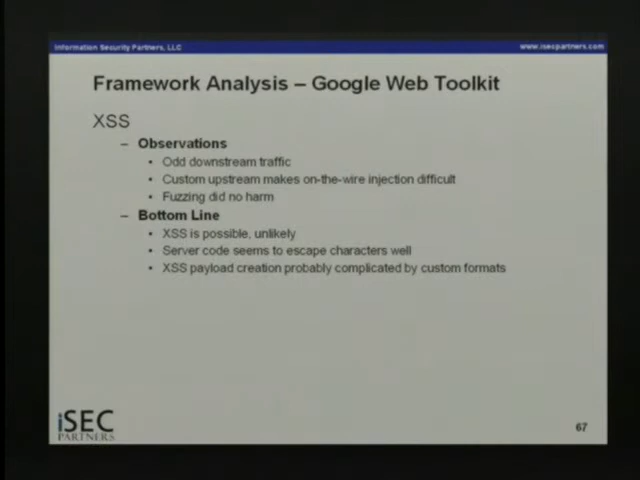 Information Security Partners, LLC
www.isecpartners.com
Framework Analysis – Google Web Toolkit
XSS
– Observations
• Odd downstream traffic
• Custom upstream makes on-the-wire injection difficult
• Fuzzing did no harm
– Bottom Line
• XSS is possible, unlikely
• Server code seems to escape characters well
• XSS payload creation probably complicated by custom formats
iSEC
PARTNERS
67